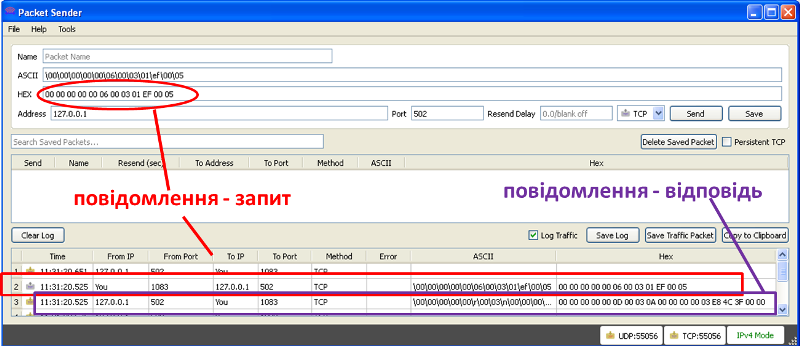 Packet Sender
File Help Tools
Name Packet Name
ASCII \00\00\00\00\00\06\00\03\01\ef\00\05
HEX 00 00 00 00 00 06 00 03 01 EF 00 05
Address 127.0.0.1 Port 502 Resend Delay 0.0/blank off TCP Send Save
Search Saved Packets... Delete Saved Packet Persistent TCP
Send Name Resend (sec) To Address To Port Method ASCII Hex
повідомлення - запит повідомлення - відповідь
Clear Log Log Traffic Save Log Save Traffic Packet Copy to Clipboard
Time From IP From Port To IP To Port Method Error ASCII Hex
1 11:31:20.651 127.0.0.1 502 You 1083 TCP
2 11:31:20.525 You 1083 127.0.0.1 502 TCP \00\00\00\00\00\06\00\03\01\ef\00\05 00 00 00 00 00 06 00 03 01 EF 00 05
3 11:31:20.525 127.0.0.1 502 You 1083 TCP \00\00\00\00\00\r\00\03\n\00\00\00\... 00 00 00 00 00 0D 00 03 0A 00 00 00 00 03 E8 4C 3F 00 00
UDP:55056 TCP:55056 IPv4 Mode